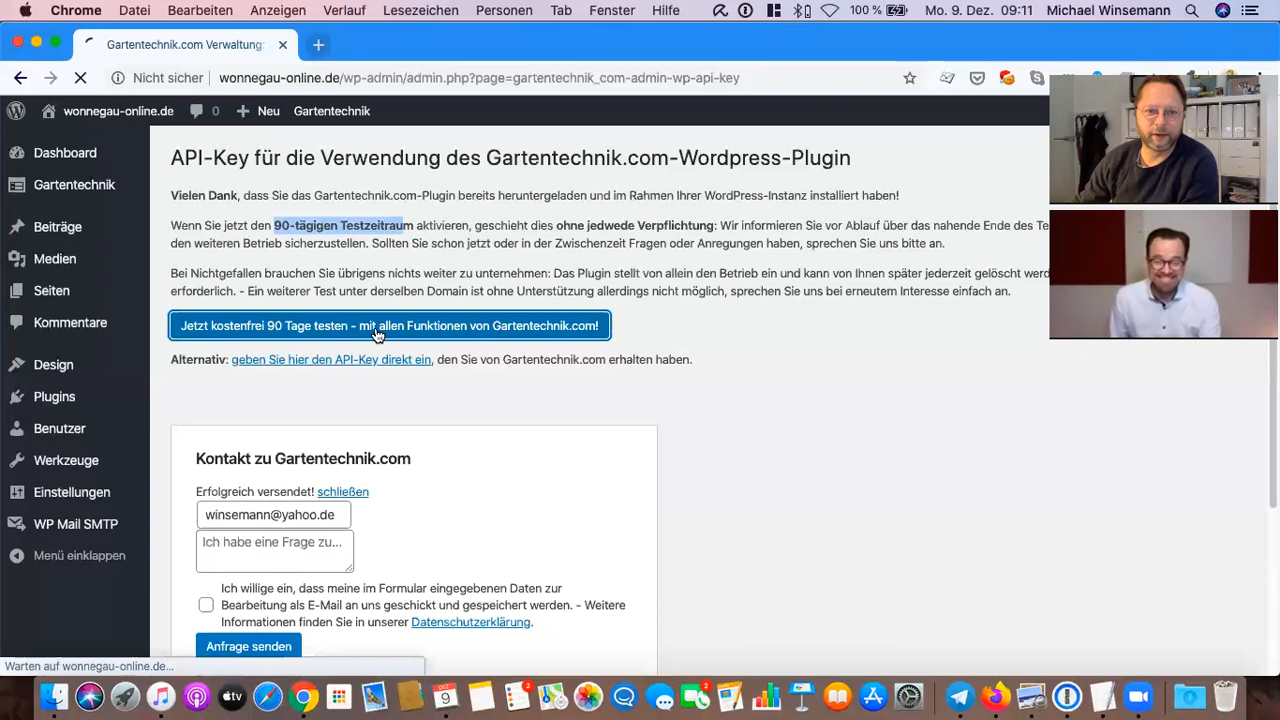 Chrome Datei Bearbeiten Anzeigen Verlauf Lesezeichen Personen Tab Fenster Hilfe 100 % Mo. 9. Dez. 09:11 Michael Winsemann
Gartentechnik.com Verwaltung
Nicht sicher wonnegau-online.de/wp-admin/admin.php?page=gartentechnik_com-admin-wp-api-key
wonnegau-online.de 0 Neu Gartentechnik
Dashboard
Gartentechnik
Beiträge
Medien
Seiten
Kommentare
Design
Plugins
Benutzer
Werkzeuge
Einstellungen
WP Mail SMTP
Menü einklappen
API-Key für die Verwendung des Gartentechnik.com-Wordpress-Plugin
Vielen Dank, dass Sie das Gartentechnik.com-Plugin bereits heruntergeladen und im Rahmen Ihrer WordPress-Instanz installiert haben!
Wenn Sie jetzt den 90-tägigen Testzeitraum aktivieren, geschieht dies ohne jedwede Verpflichtung: Wir informieren Sie vor Ablauf über das nahende Ende des Te
den weiteren Betrieb sicherzustellen. Sollten Sie schon jetzt oder in der Zwischenzeit Fragen oder Anregungen haben, sprechen Sie uns bitte an.
Bei Nichtgefallen brauchen Sie übrigens nichts weiter zu unternehmen: Das Plugin stellt von allein den Betrieb ein und kann von Ihnen später jederzeit gelöscht werd
erforderlich. - Ein weiterer Test unter derselben Domain ist ohne Unterstützung allerdings nicht möglich, sprechen Sie uns bei erneutem Interesse einfach an.
Jetzt kostenfrei 90 Tage testen - mit allen Funktionen von Gartentechnik.com!
Alternativ: geben Sie hier den API-Key direkt ein, den Sie von Gartentechnik.com erhalten haben.
Kontakt zu Gartentechnik.com
Erfolgreich versendet! schließen
winsemann@yahoo.de
Ich habe eine Frage zu...
Ich willige ein, dass meine im Formular eingegebenen Daten zur
Bearbeitung als E-Mail an uns geschickt und gespeichert werden. - Weitere
Informationen finden Sie in unserer Datenschutzerklärung.
Anfrage senden
Warten auf wonnegau-online.de...